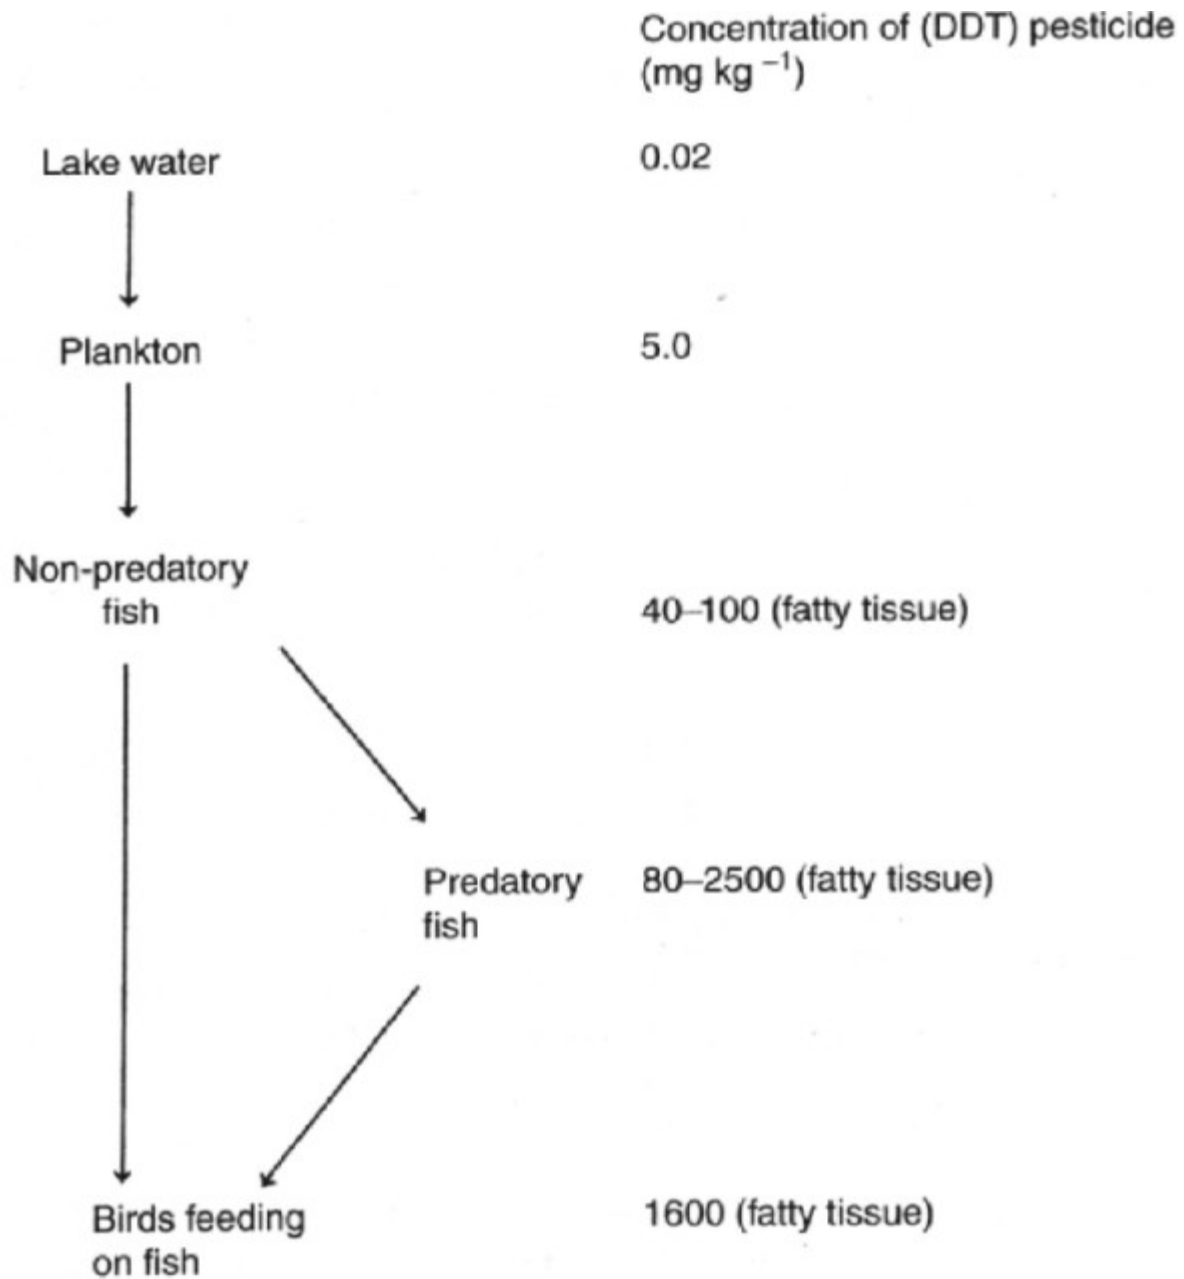 Concentration of (DDT) pesticide
(mg kg⁻¹)
Lake water 0.02
Plankton 5.0
Non-predatory
fish 40–100 (fatty tissue)
Predatory 80–2500 (fatty tissue)
fish
Birds feeding 1600 (fatty tissue)
on fish